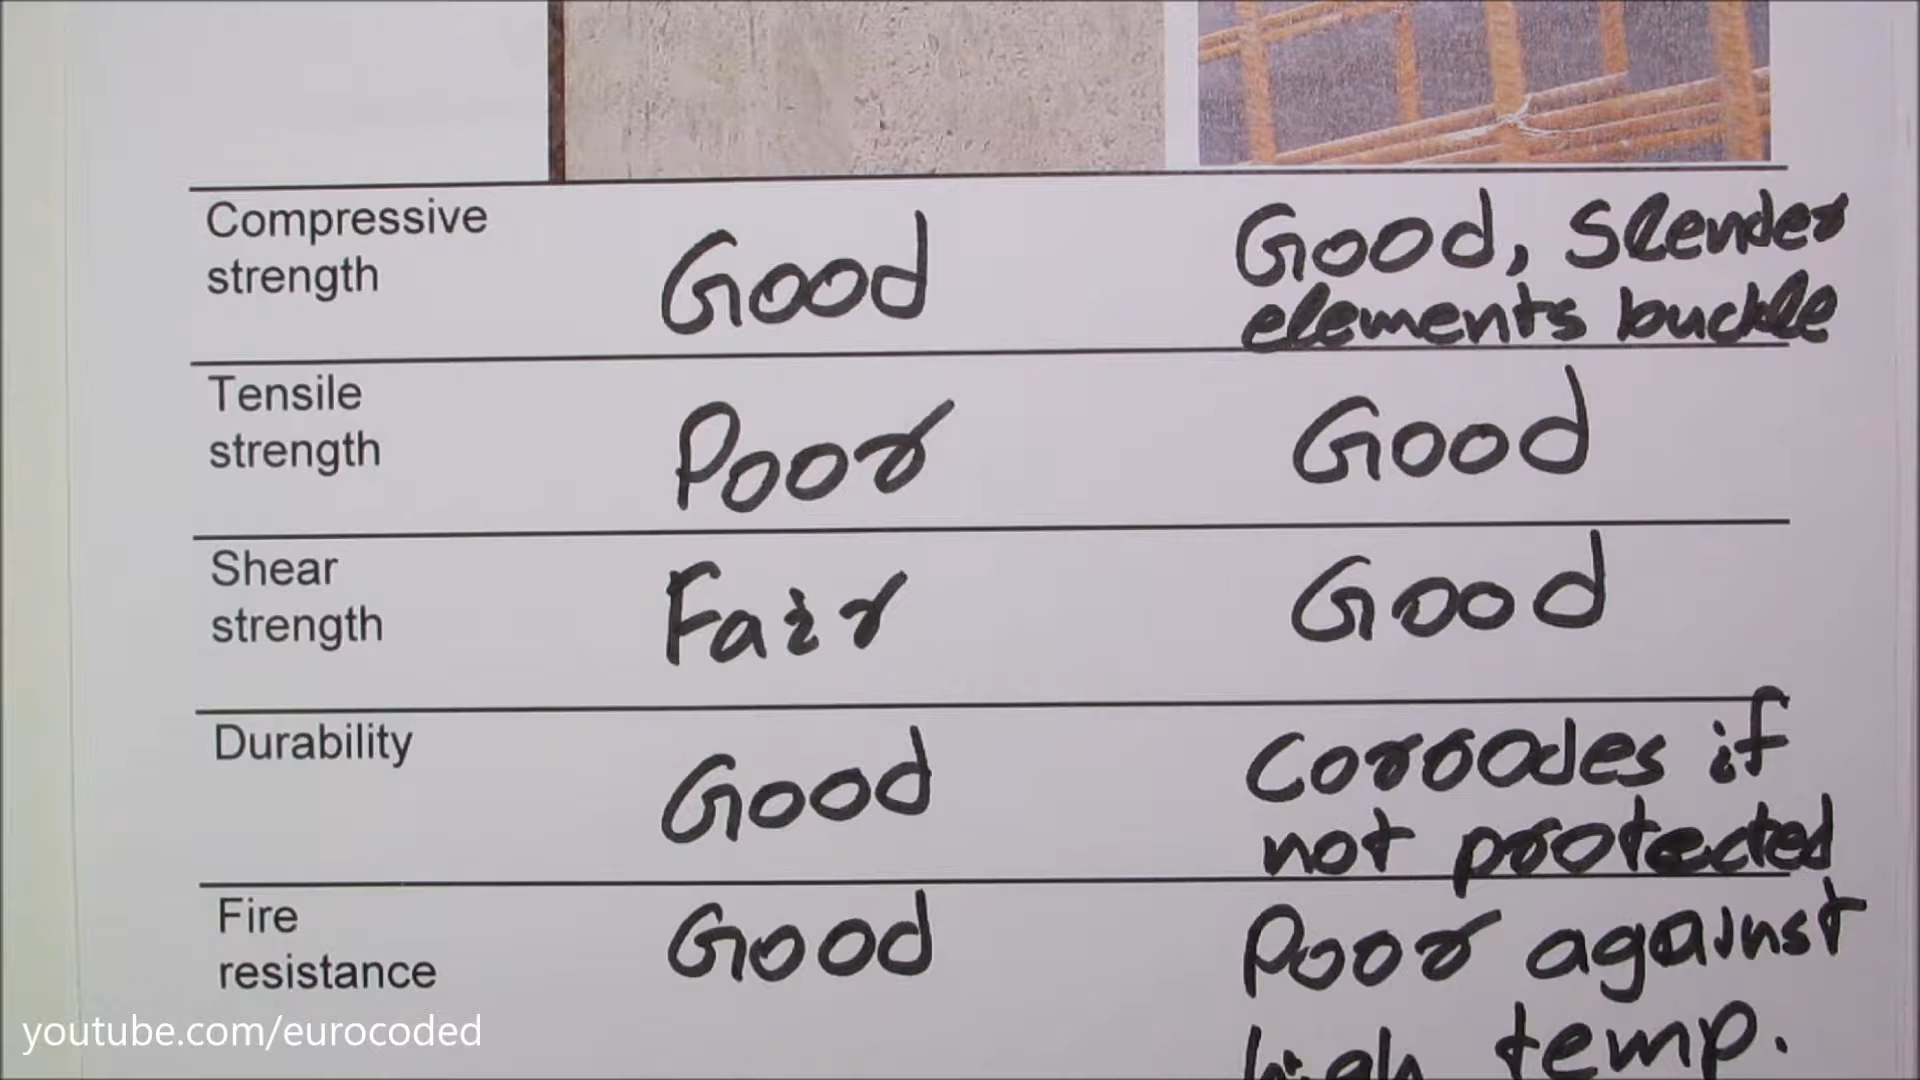 Compressive
strength
Good
Good, Slender
elements buckle
Tensile
strength
Poor
Good
Shear
strength
Fair
Good
Durability
Good
Corrodes if
not protected
Fire
resistance
Good
Poor against
high temp.
youtube.com/eurocoded